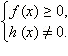 {f (x) ≥ 0,
h (x) ≠ 0.